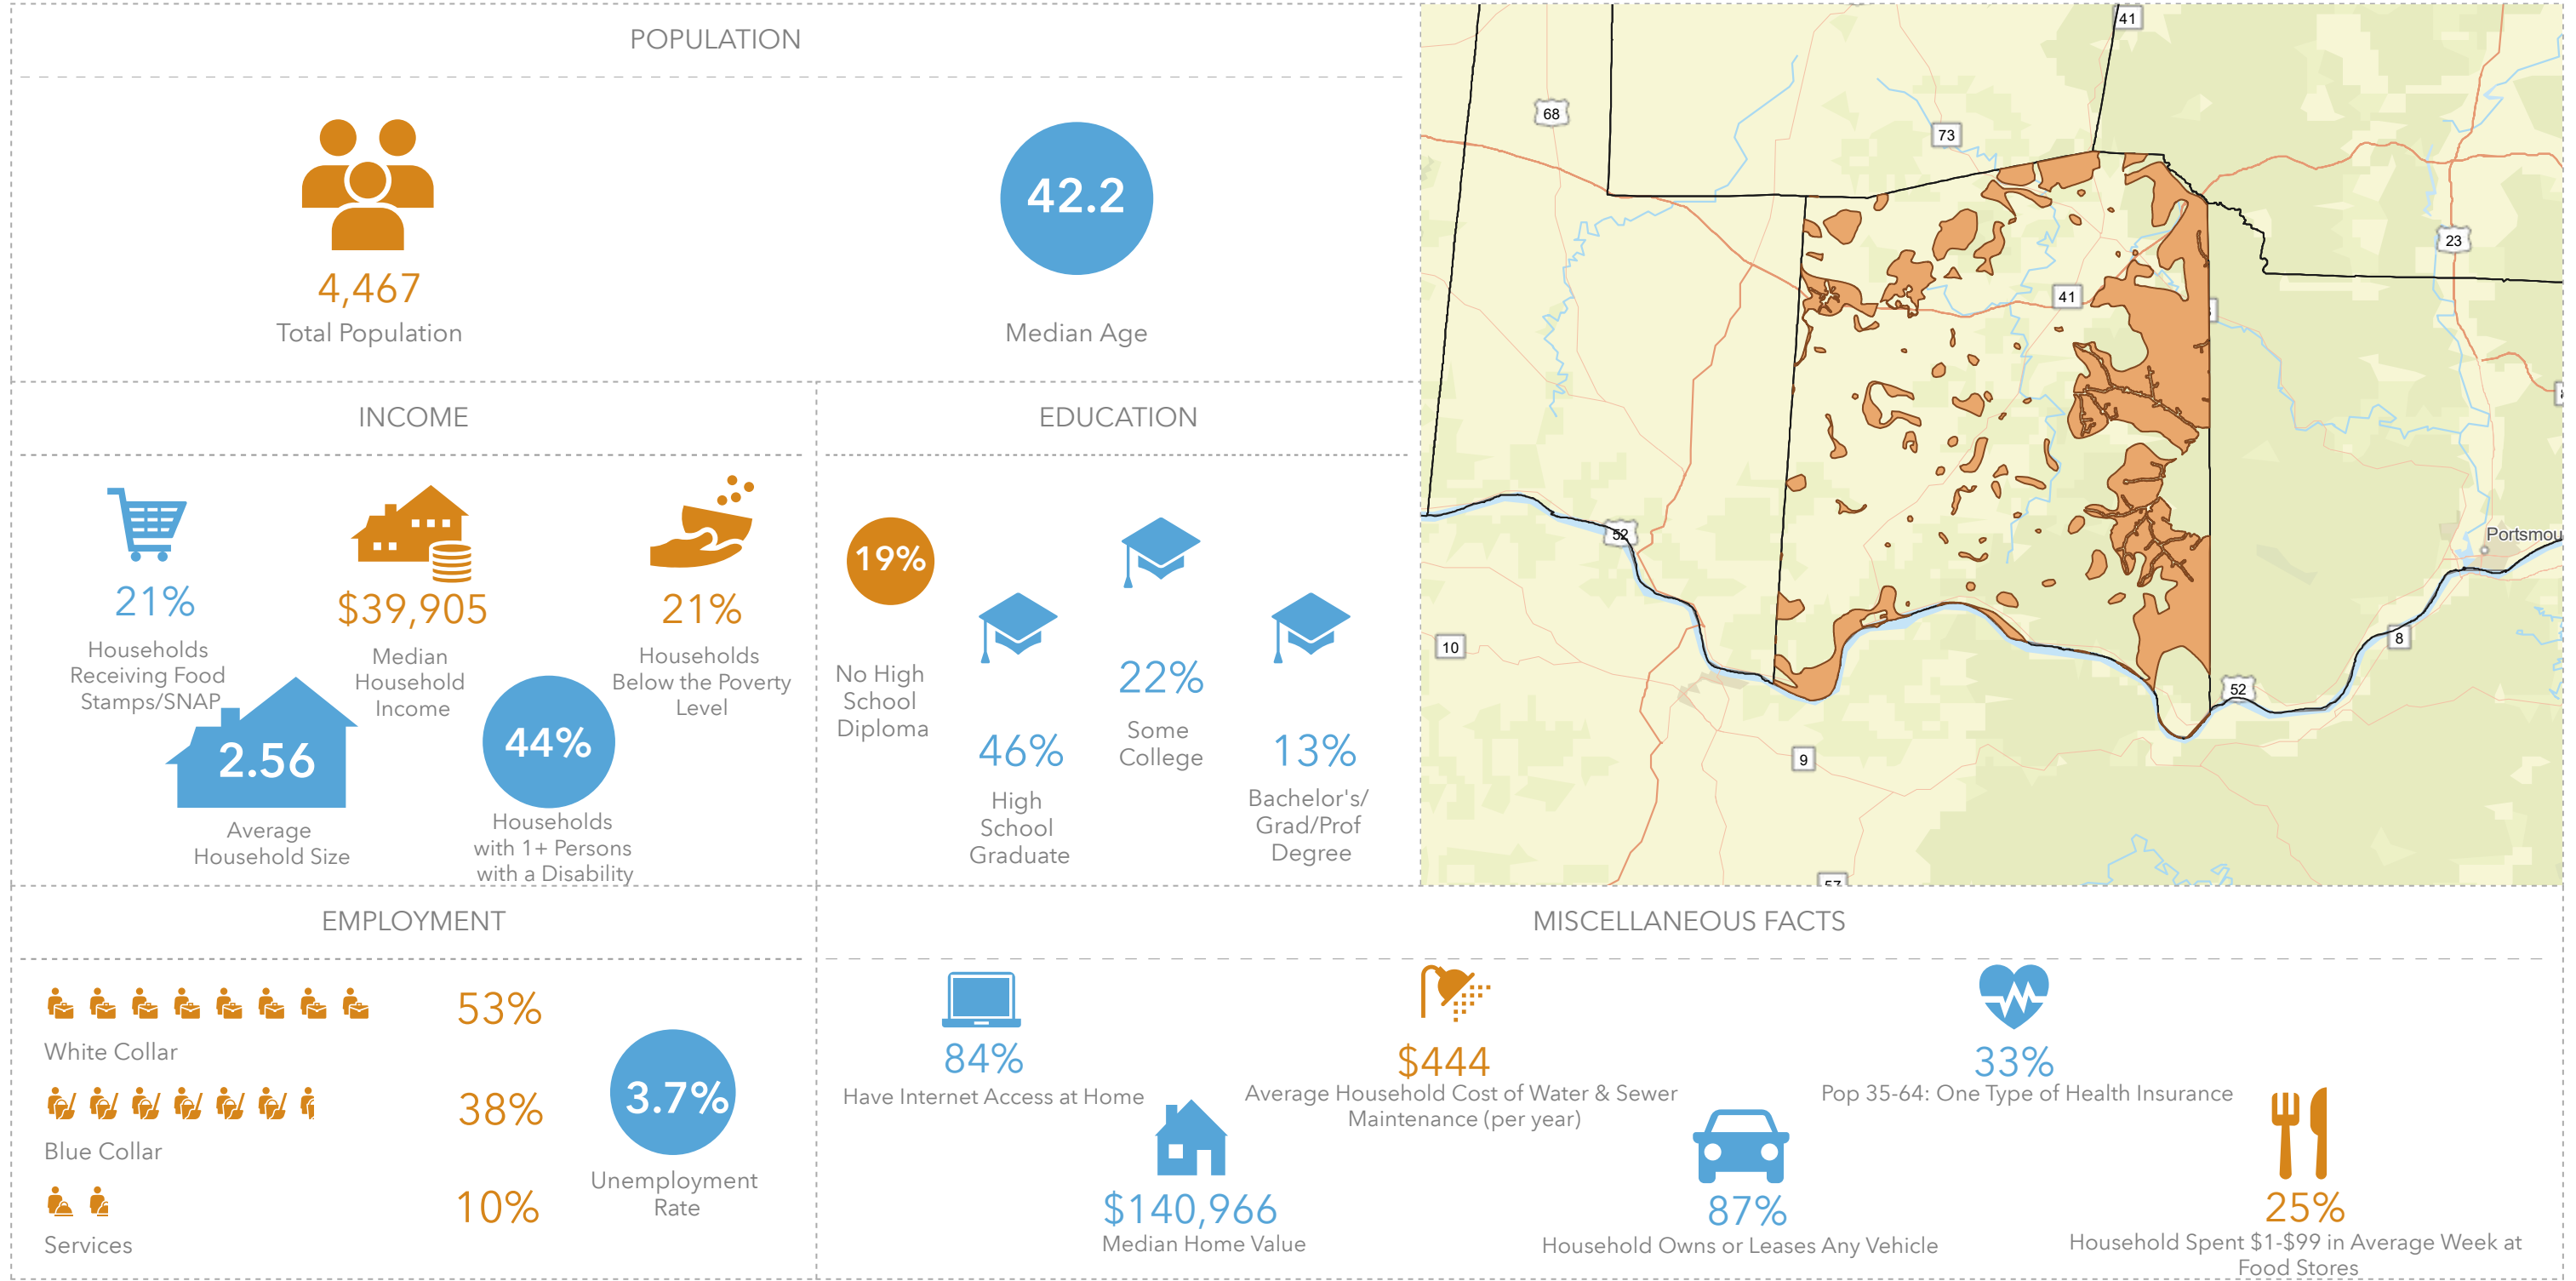 POPULATION
4,467
Total Population
42.2
Median Age
INCOME
21%
Households
Receiving Food
Stamps/SNAP
$39,905
Median
Household
Income
21%
Households
Below the Poverty
Level
2.56
Average
Household Size
44%
Households
with 1+ Persons
with a Disability
EDUCATION
19%
No High
School
Diploma
46%
High
School
Graduate
22%
Some
College
13%
Bachelor's/
Grad/Prof
Degree
41
68
73
23
41
52
Portsmou
10
8
52
9
57
EMPLOYMENT
53%
White Collar
38%
Blue Collar
10%
Services
3.7%
Unemployment
Rate
MISCELLANEOUS FACTS
84%
Have Internet Access at Home
$444
Average Household Cost of Water & Sewer
Maintenance (per year)
33%
Pop 35-64: One Type of Health Insurance
$140,966
Median Home Value
87%
Household Owns or Leases Any Vehicle
25%
Household Spent $1-$99 in Average Week at
Food Stores